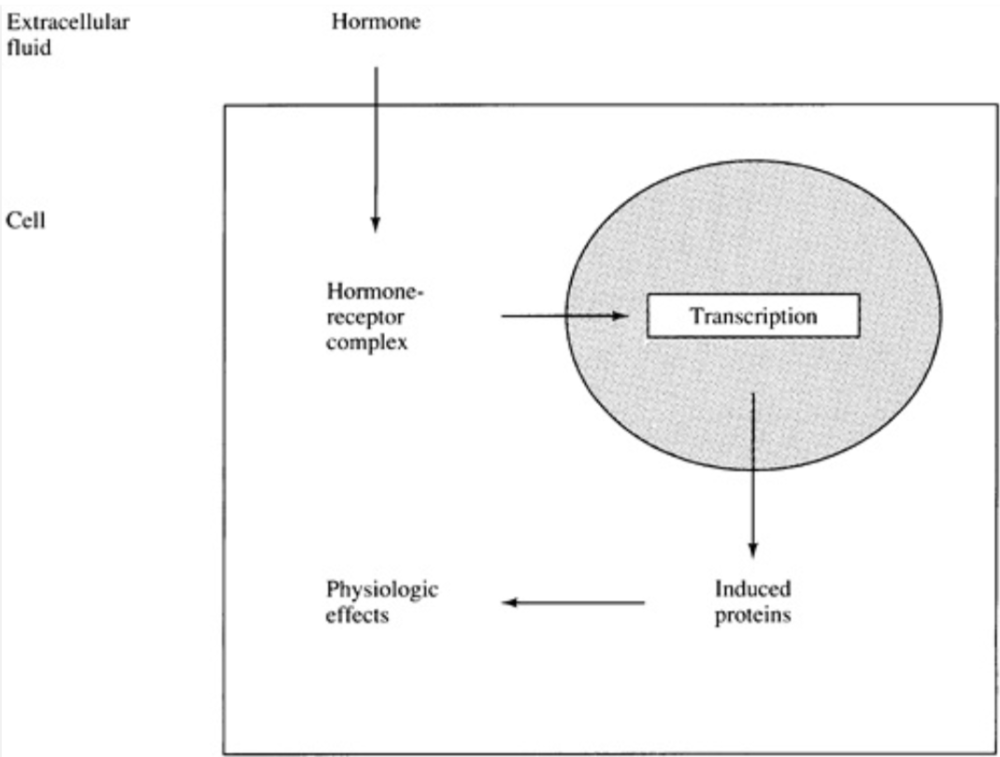 Extracellular
fluid
Hormone
Cell
Hormone-
receptor
complex
Transcription
Physiologic
effects
Induced
proteins